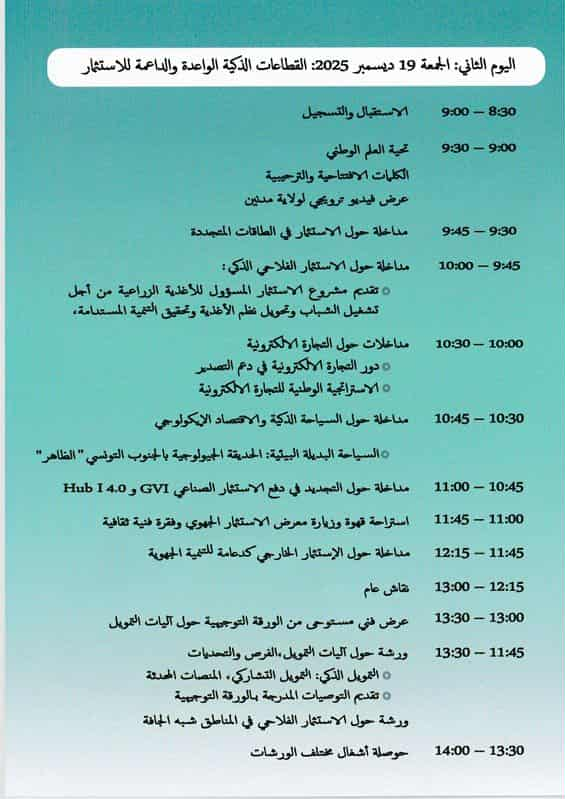 اليوم الثاني: الجمعة 19 ديسمبر 2025: القطاعات الذكية الواعدة والداعمة للاستثمار
8:30 – 9:00 الاستقبال والتسجيل
9:00 – 9:30 تحية العلم الوطني
الكلمات الافتتاحية والترحيبية
عرض فيديو ترويجي لولاية مدنين
9:30 – 9:45 مداخلة حول الاستثمار في الطاقات المتجددة
9:45 – 10:00 مداخلة حول الاستثمار الفلاحي الذكي:
تقديم مشروع الاستثمار المسؤول للأغذية الزراعية من أجل
تشغيل الشباب وتحويل نظم الأغذية وتحقيق التنمية المستدامة،
10:00 – 10:30 مداخلات حول التجارة الالكترونية
دور التجارة الالكترونية في دعم التصدير
الاستراتجية الوطنية للتجارة الالكترونية
10:30 – 10:45 مداخلة حول السياحة الذكية والاقتصاد الإيكولوجي
السياحة البديلة البيئية: الحديقة الجيولوجية بالجنوب التونسي "الظاهر"
10:45 – 11:00 مداخلة حول التجديد في دفع الاستثمار الصناعي GVI و Hub I 4.0
11:00 – 11:45 استراحة قهوة وزيارة معرض الاستثمار الجهوي وفقرة فنية ثقافية
11:45 – 12:15 مداخلة حول الإستثمار الخارجي كدعامة للتنمية الجهوية
12:15 – 13:00 نقاش عام
13:00 – 13:30 عرض فني مستوحى من الورقة التوجيهية حول آليات التمويل
11:45 – 13:30 ورشة حول آليات التمويل،الفرص والتحديات
التمويل الذكي: التمويل التشاركي، المنصات المحدثة
تقديم التوصيات المدرجة بالورقة التوجيهية
ورشة حول الاستثمار الفلاحي في المناطق شبه الجافة
13:30 – 14:00 حوصلة أشغال مختلف الورشات